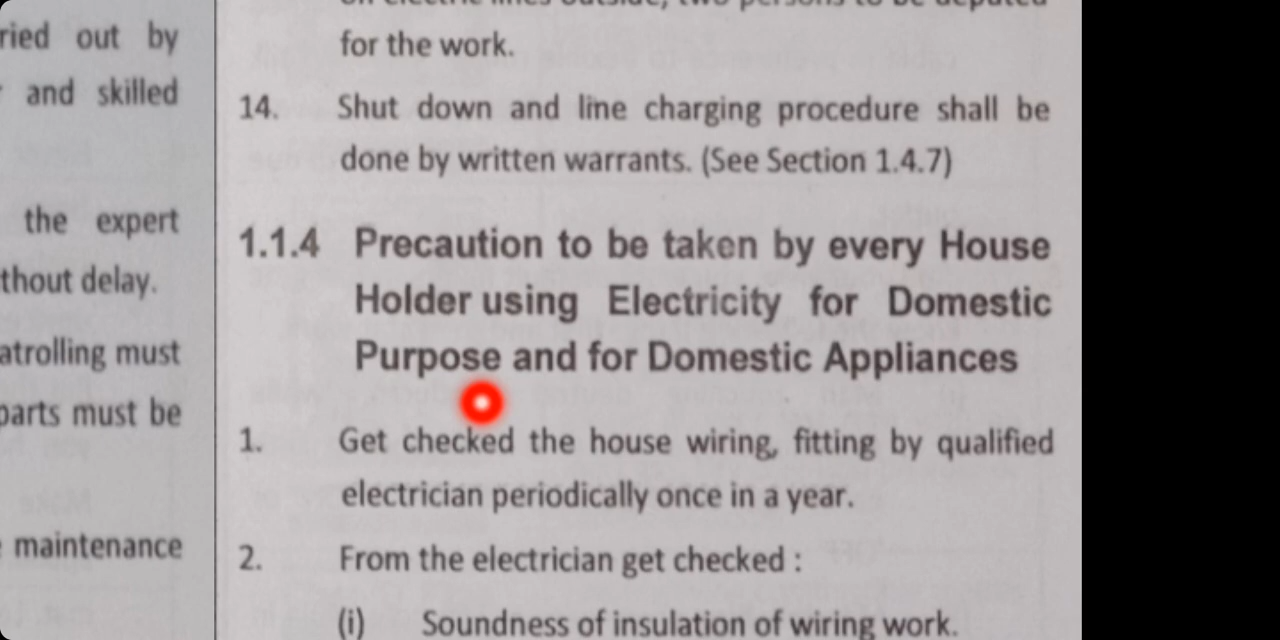 ried out by
and skilled
the expert
thout delay.
atrolling must
parts must be
maintenance
for the work.
14. Shut down and line charging procedure shall be
done by written warrants. (See Section 1.4.7)
1.1.4 Precaution to be taken by every House
Holder using Electricity for Domestic
Purpose and for Domestic Appliances
1. Get checked the house wiring, fitting by qualified
electrician periodically once in a year.
2. From the electrician get checked :
(i) Soundness of insulation of wiring work.